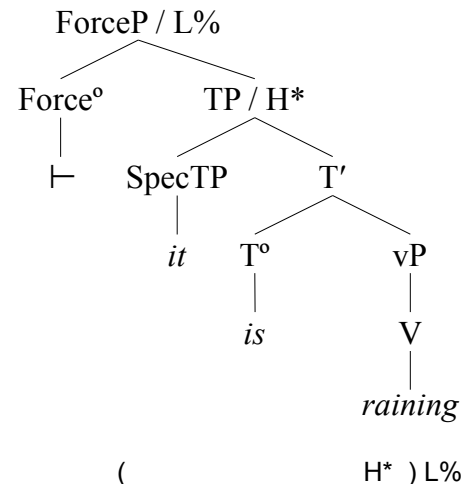 ForceP / L%
Forceº TP / H*
⊢ SpecTP T′
it Tº vP
is V
raining
( H* ) L%